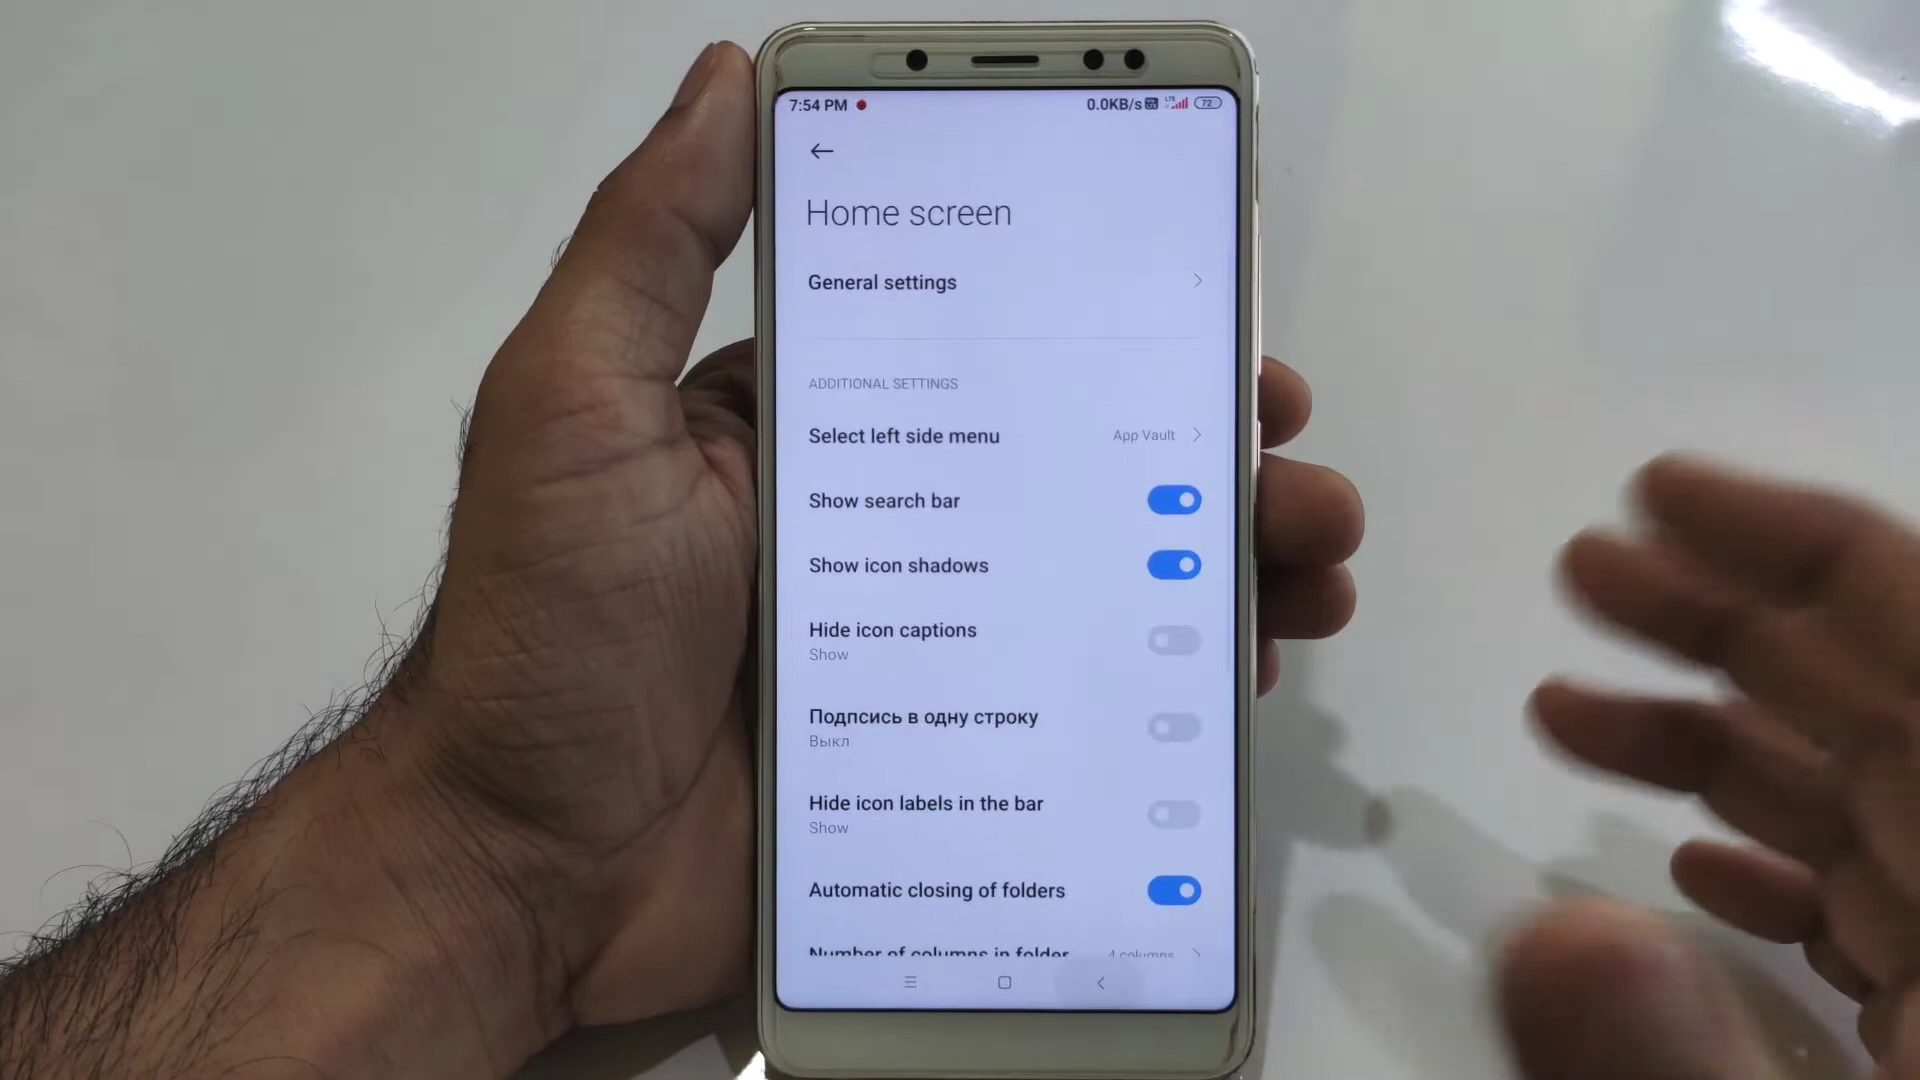 7:54 PM 0.0KB/s LTE 72
Home screen
General settings
ADDITIONAL SETTINGS
Select left side menu App Vault
Show search bar
Show icon shadows
Hide icon captions
Show
Подпсись в одну строку
Выкл
Hide icon labels in the bar
Show
Automatic closing of folders
Number of columns in folder 4 columns